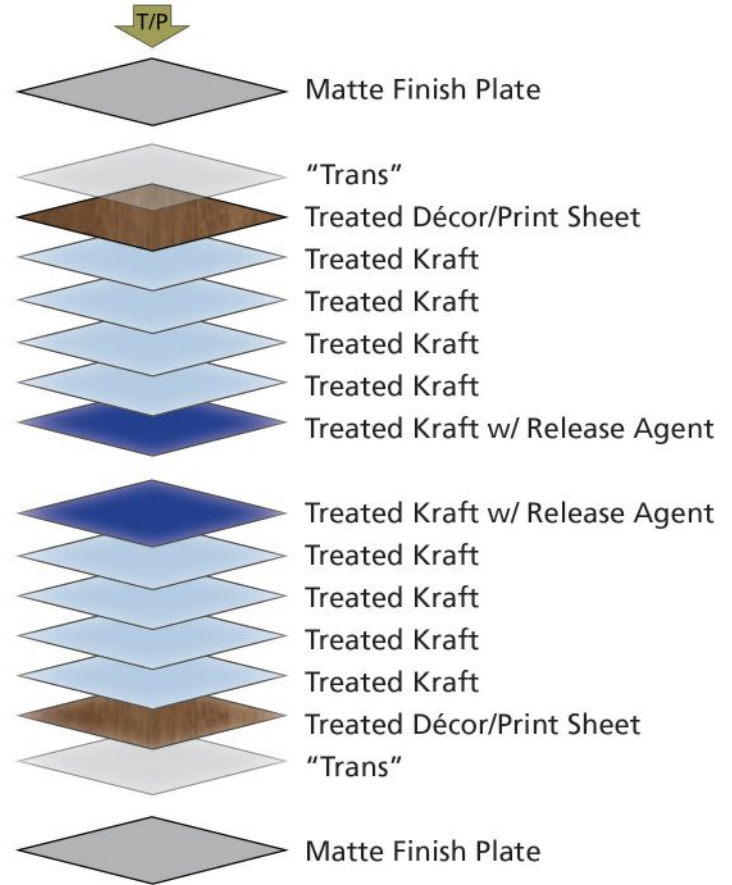 T/P
Matte Finish Plate
“Trans”
Treated Décor/Print Sheet
Treated Kraft
Treated Kraft
Treated Kraft
Treated Kraft
Treated Kraft w/ Release Agent
Treated Kraft w/ Release Agent
Treated Kraft
Treated Kraft
Treated Kraft
Treated Kraft
Treated Décor/Print Sheet
“Trans”
Matte Finish Plate